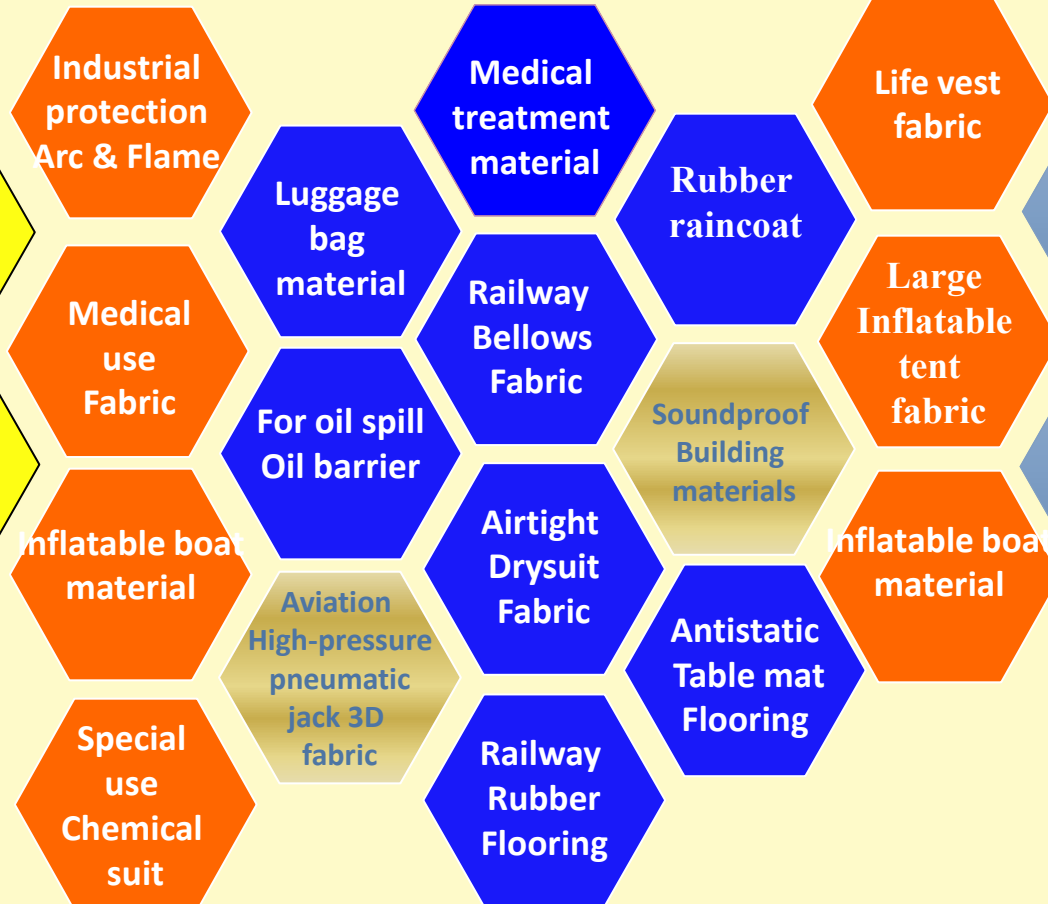 Industrial
protection
Arc & Flame
Medical
use
Fabric
Inflatable boat
material
Special
use
Chemical
suit
Luggage
bag
material
For oil spill
Oil barrier
Aviation
High-pressure
pneumatic
jack 3D
fabric
Medical
treatment
material
Railway
Bellows
Fabric
Airtight
Drysuit
Fabric
Railway
Rubber
Flooring
Rubber
raincoat
Soundproof
Building
materials
Antistatic
Table mat
Flooring
Life vest
fabric
Large
Inflatable
tent
fabric
Inflatable boat
material